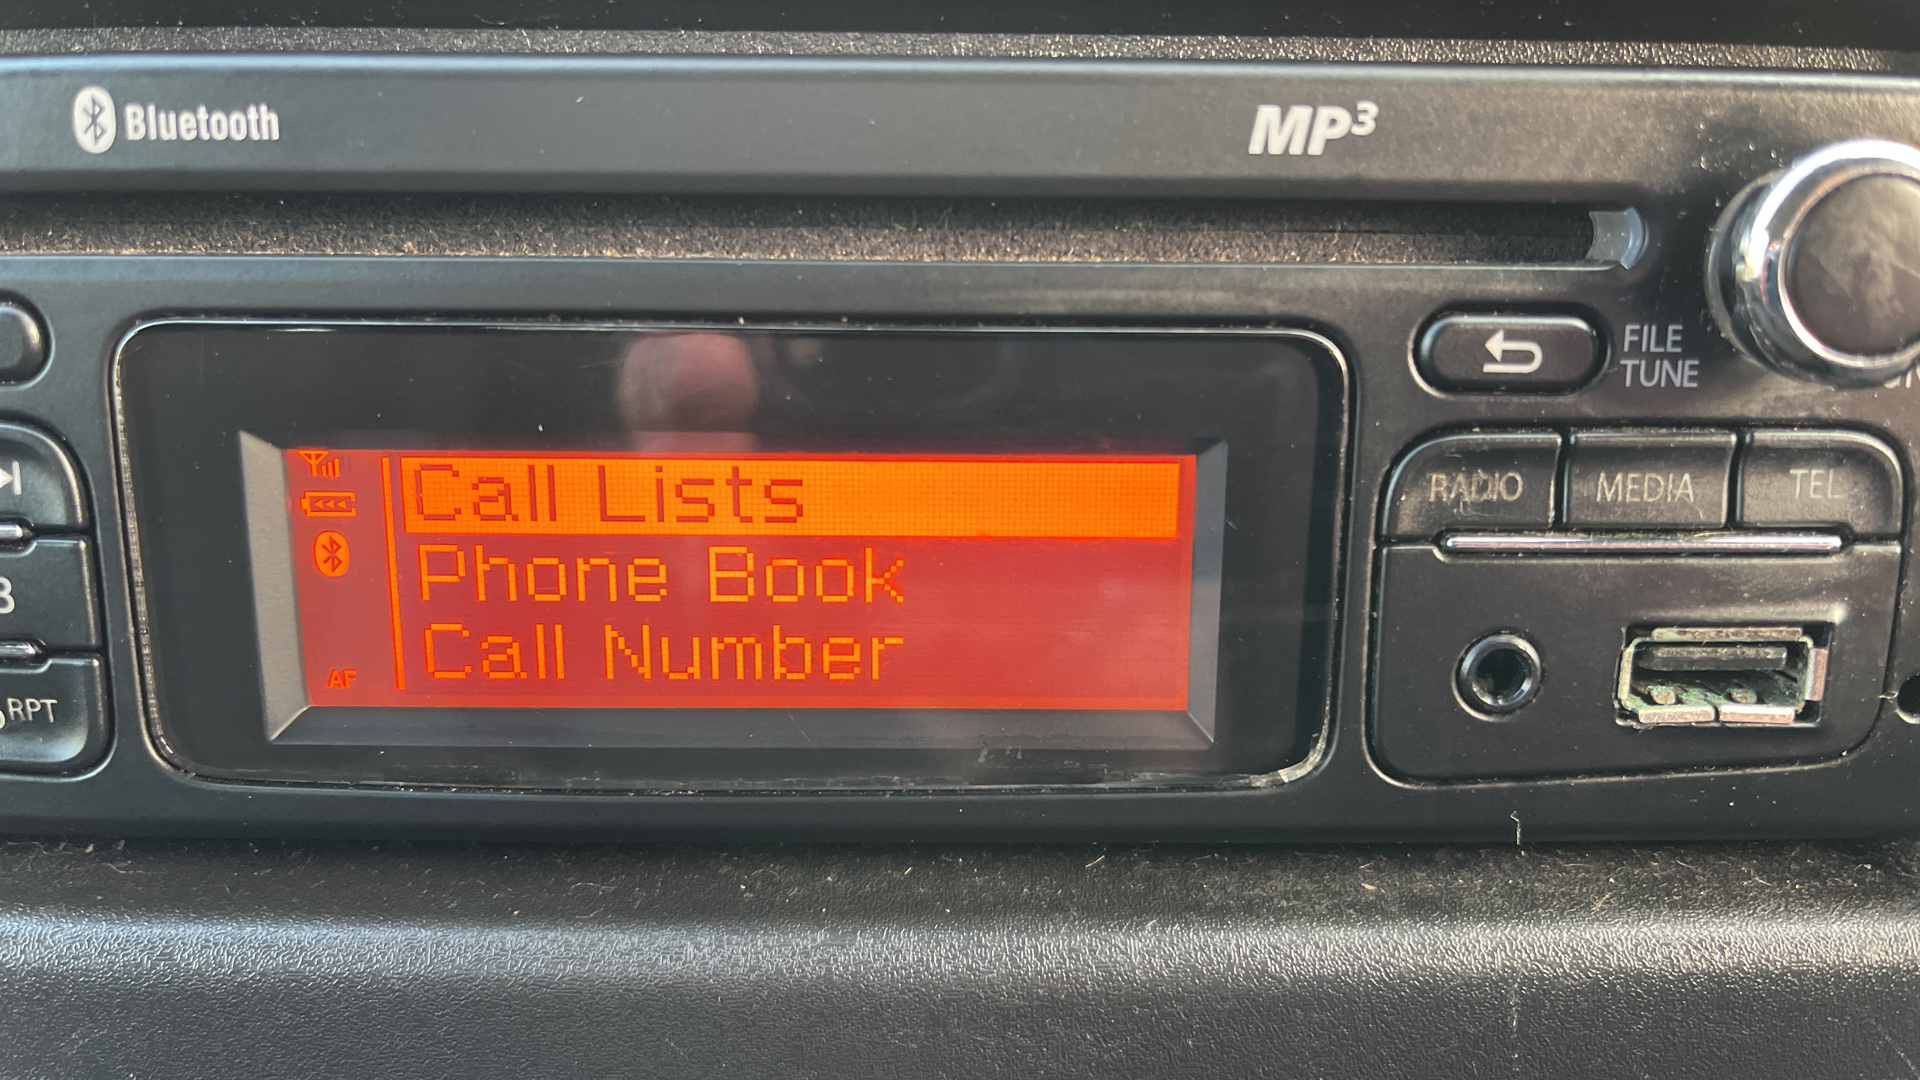 Bluetooth
MP3
FILE
TUNE
RADIO
MEDIA
TEL
Call Lists
Phone Book
Call Number
AF
RPT